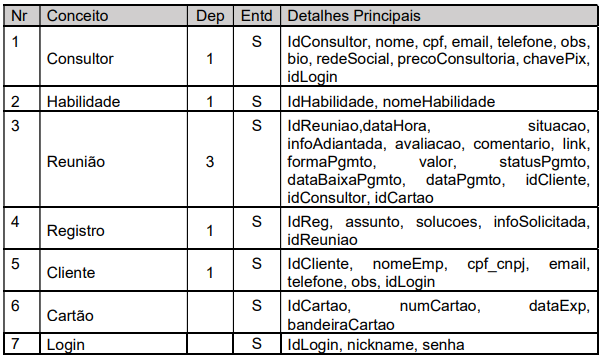 Nr Conceito Dep Entd Detalhes Principais
1 Consultor 1 S IdConsultor, nome, cpf, email, telefone, obs,
bio, redeSocial, precoConsultoria, chavePix,
idLogin
2 Habilidade 1 S IdHabilidade, nomeHabilidade
3 Reunião 3 S IdReuniao,dataHora, situacao,
infoAdiantada, avaliacao, comentario, link,
formaPgmto, valor, statusPgmto,
dataBaixaPgmto, dataPgmto, idCliente,
idConsultor, idCartao
4 Registro 1 S IdReg, assunto, solucoes, infoSolicitada,
idReuniao
5 Cliente 1 S IdCliente, nomeEmp, cpf_cnpj, email,
telefone, obs, idLogin
6 Cartão S IdCartao, numCartao, dataExp,
bandeiraCartao
7 Login S IdLogin, nickname, senha